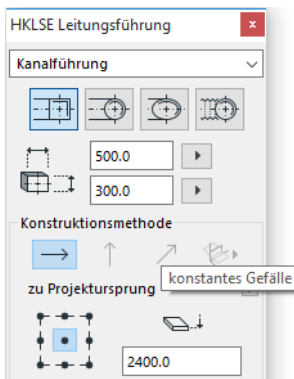 HKLSE Leitungsführung
x
Kanalführung
500.0
300.0
Konstruktionsmethode
konstantes Gefälle
zu Projektursprung
2400.0